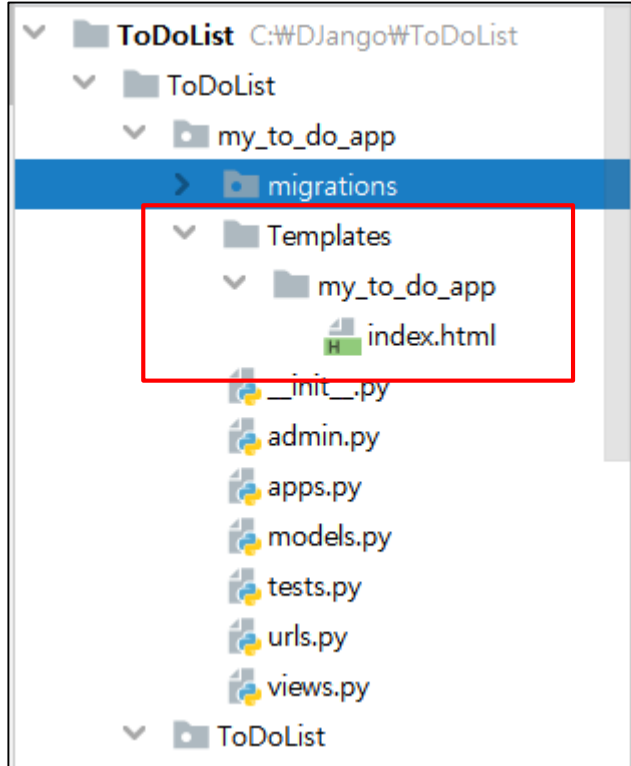 ToDoList C:₩DJango₩ToDoList
ToDoList
my_to_do_app
migrations
Templates
my_to_do_app
H index.html
__init__.py
admin.py
apps.py
models.py
tests.py
urls.py
views.py
ToDoList